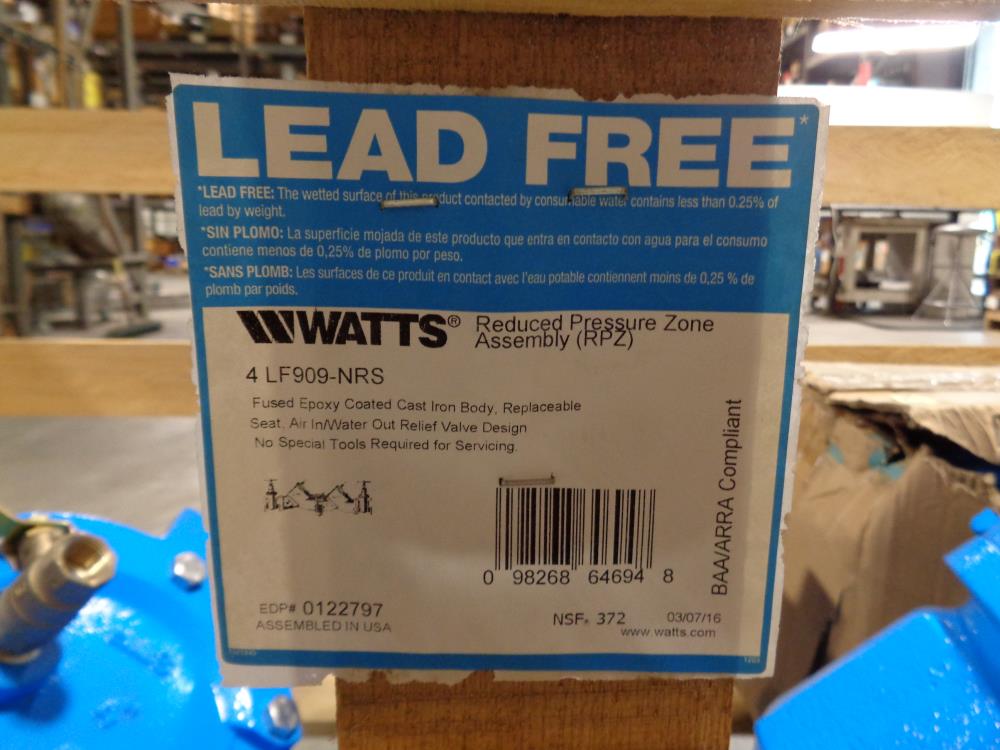 LEAD FREE*
*LEAD FREE: The wetted surface of this product contacted by consumable water contains less than 0.25% of
lead by weight.
*SIN PLOMO: La superficie mojada de este producto que entra en contacto con agua para el consumo
contiene menos de 0,25% de plomo por peso.
*SANS PLOMB: Les surfaces de ce produit en contact avec l'eau potable contiennent moins de 0,25 % de
plomb par poids.
WATTS® Reduced Pressure Zone
Assembly (RPZ)
4 LF909-NRS
Fused Epoxy Coated Cast Iron Body, Replaceable
Seat, Air In/Water Out Relief Valve Design
No Special Tools Required for Servicing.
BAA/ARRA Compliant
0 98268 64694 8
EDP# 0122797
ASSEMBLED IN USA
NSF. 372 03/07/16
www.watts.com